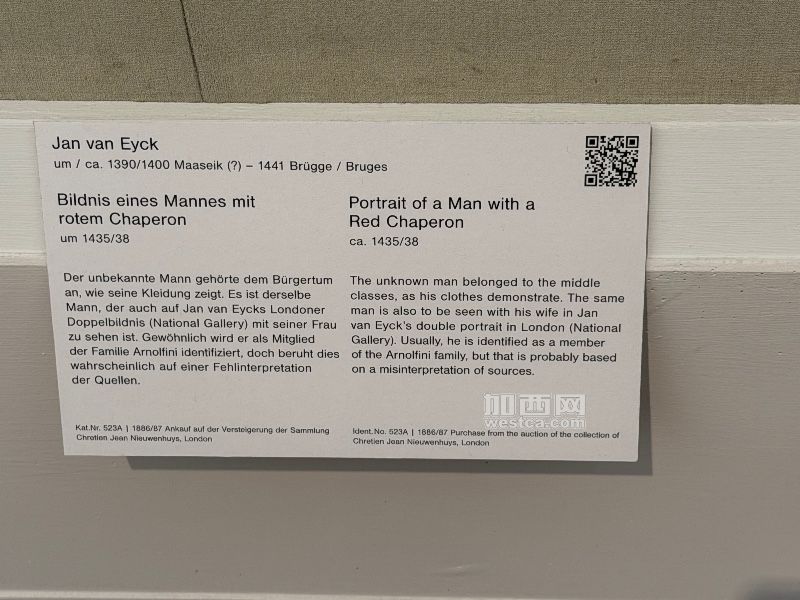 Jan van Eyck
um / ca. 1390/1400 Maaseik (?) – 1441 Brügge / Bruges
Bildnis eines Mannes mit
rotem Chaperon
um 1435/38
Der unbekannte Mann gehörte dem Bürgertum
an, wie seine Kleidung zeigt. Es ist derselbe
Mann, der auch auf Jan van Eycks Londoner
Doppelbildnis (National Gallery) mit seiner Frau
zu sehen ist. Gewöhnlich wird er als Mitglied
der Familie Arnolfini identifiziert, doch beruht dies
wahrscheinlich auf einer Fehlinterpretation
der Quellen.
Kat.Nr. 523A | 1886/87 Ankauf auf der Versteigerung der Sammlung
Chretien Jean Nieuwenhuys, London
Portrait of a Man with a
Red Chaperon
ca. 1435/38
The unknown man belonged to the middle
classes, as his clothes demonstrate. The same
man is also to be seen with his wife in Jan
van Eyck's double portrait in London (National
Gallery). Usually, he is identified as a member
of the Arnolfini family, but that is probably based
on a misinterpretation of sources.
Ident.No. 523A | 1886/87 Purchase from the auction of the collection of
Chretien Jean Nieuwenhuys, London
加西网
westca.com